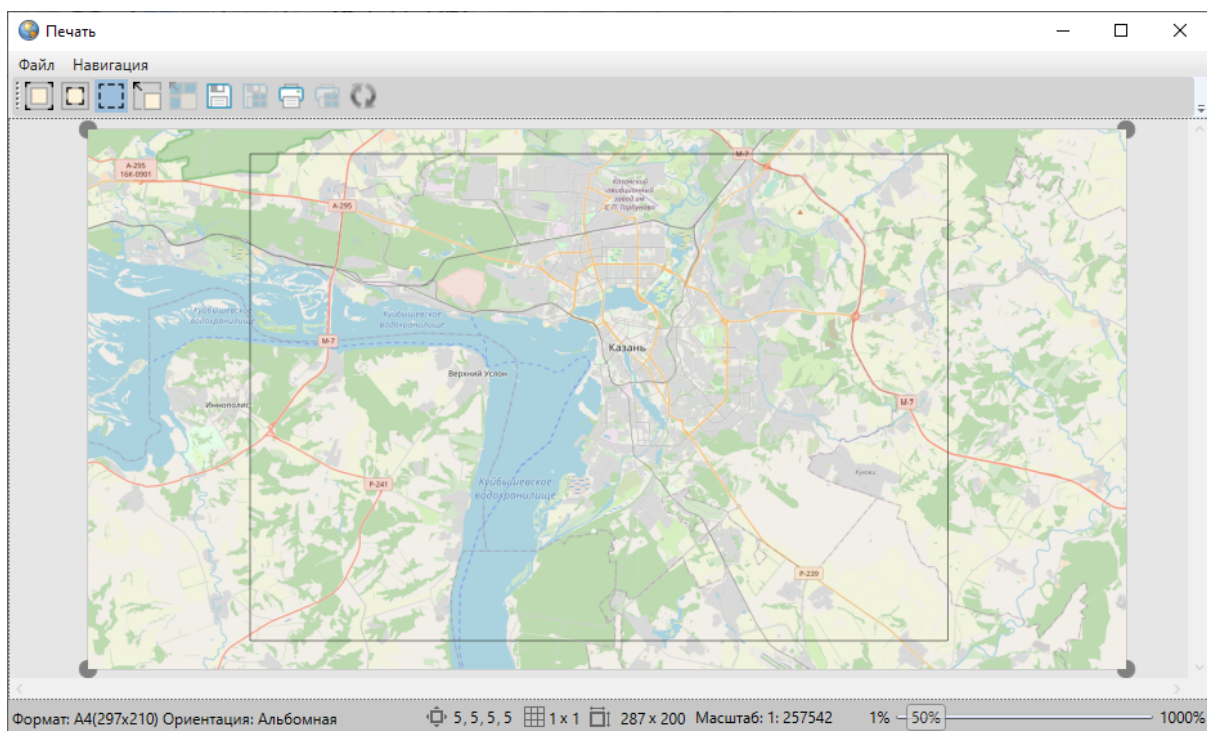 Печать
Файл Навигация
А-295
16К-0901
М-7
Казанский
авиационный
завод им.
С.П. Горбунова
А-295
Куйбышевское
водохранилище
Куйбышевское
водохранилище
М-7
Казань
Верхний Услон
Иннополис
М-7
Куюки
Р-241
Куйбышевское
водохранилище
Р-239
Формат: А4(297x210) Ориентация: Альбомная 5, 5, 5, 5 1 x 1 287 x 200 Масштаб: 1: 257542 1% 50% 1000%